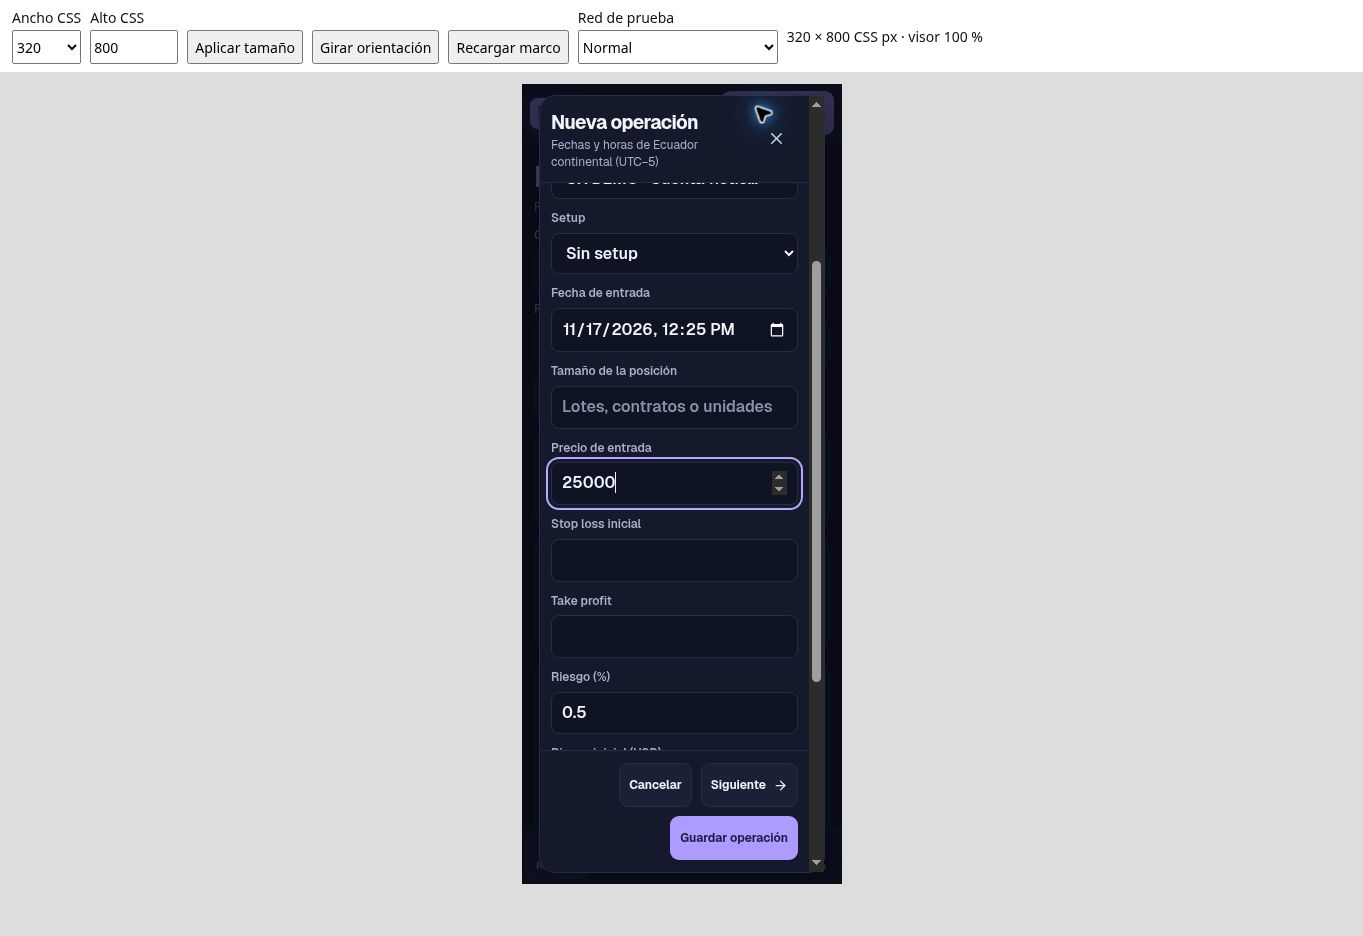 Ancho CSS
Alto CSS
Red de prueba
320
800
Aplicar tamaño
Girar orientación
Recargar marco
Normal
320 × 800 CSS px · visor 100 %
Nueva operación
Fechas y horas de Ecuador
continental (UTC−5)
Setup
Sin setup
Fecha de entrada
11/17/2026, 12:25 PM
Tamaño de la posición
Lotes, contratos o unidades
Precio de entrada
25000
Stop loss inicial
Take profit
Riesgo (%)
0.5
Cancelar
Siguiente
Guardar operación